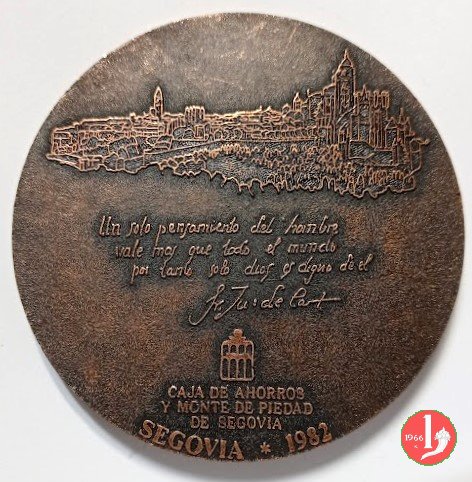 Un solo pensamiento del hombre
vale mas que todo el mundo
por tanto solo dios es digno de el
CAJA DE AHORROS
Y MONTE DE PIEDAD
DE SEGOVIA
SEGOVIA * 1982
1966